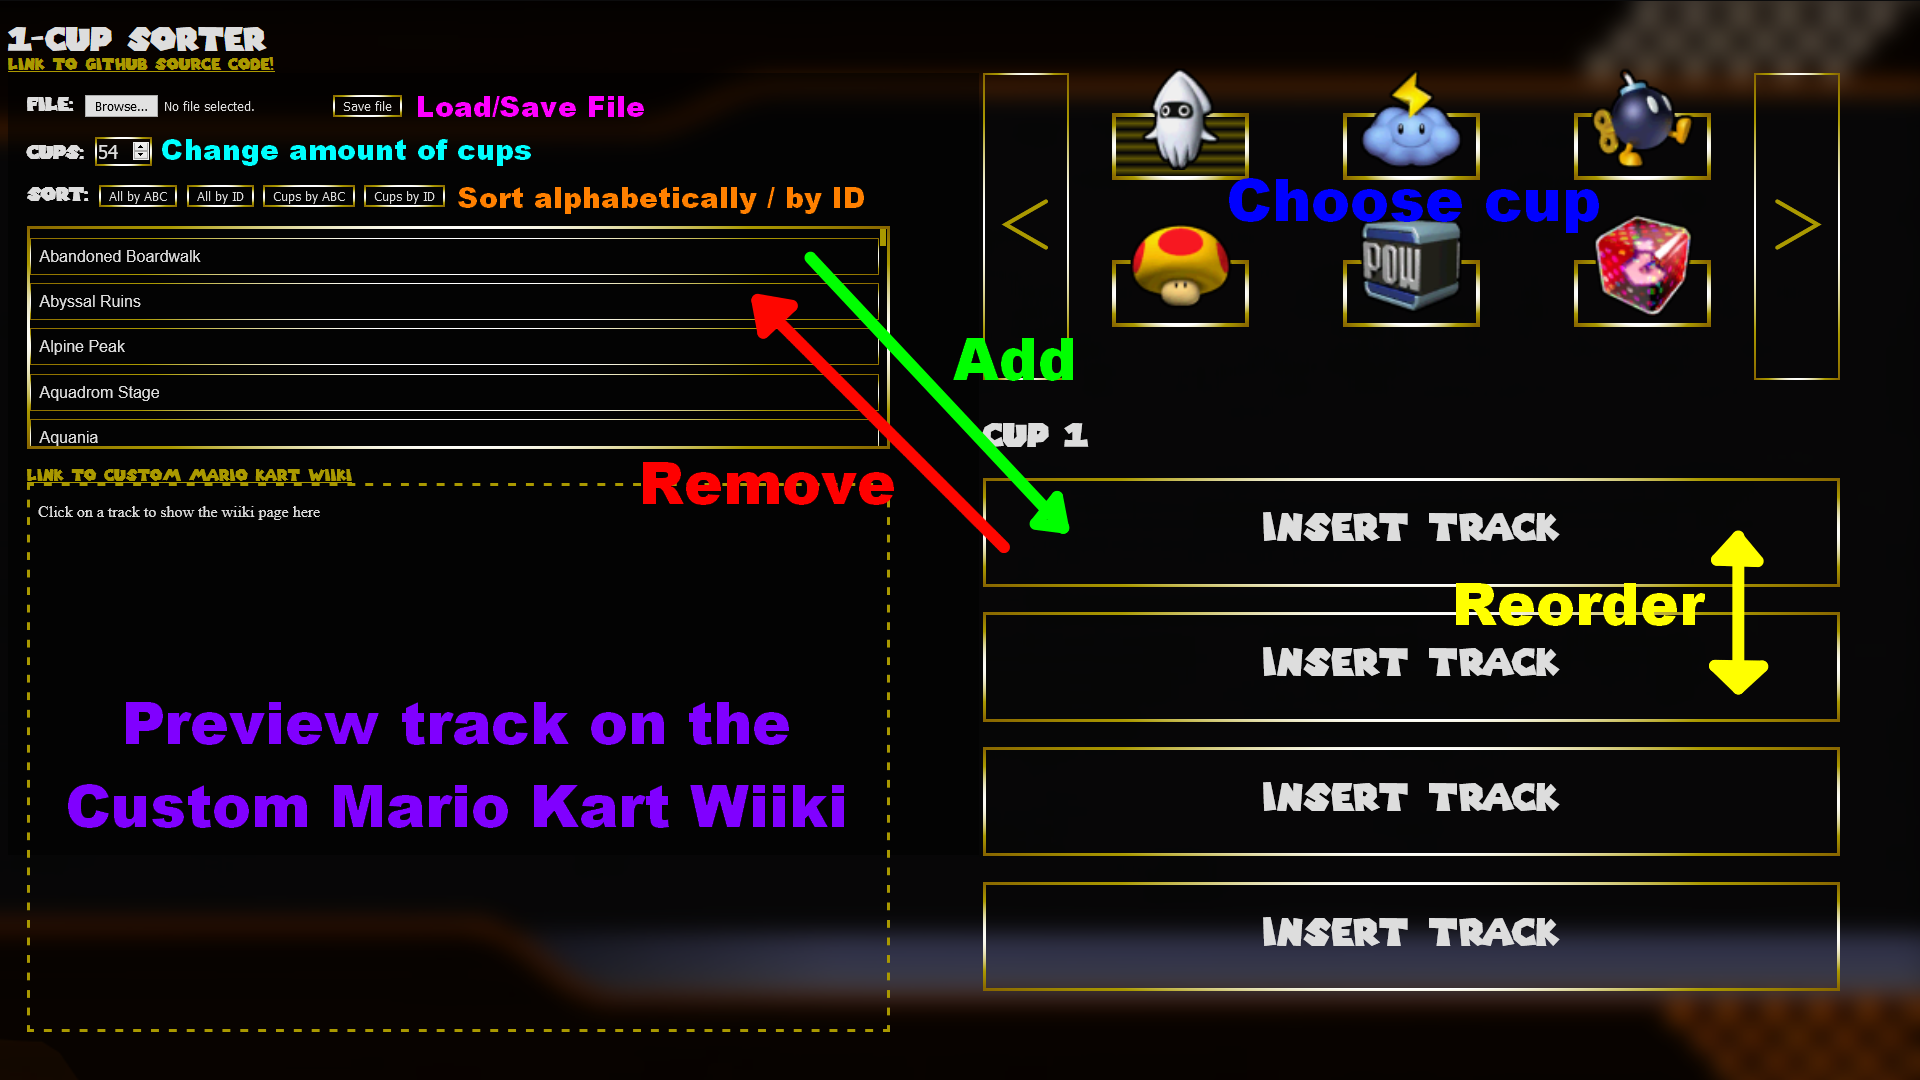 1-CUP SORTER
LINK TO GITHUB SOURCE CODE!
FILE: Browse... No file selected. Save file Load/Save File
CUPS: 54 Change amount of cups
SORT: All by ABC All by ID Cups by ABC Cups by ID Sort alphabetically / by ID
Abandoned Boardwalk
Abyssal Ruins
Alpine Peak
Aquadrom Stage
Aquania
LINK TO CUSTOM MARIO KART WIIKI
Click on a track to show the wiiki page here
Preview track on the
Custom Mario Kart Wiiki
Remove
Add
< >
Choose cup
POW
CUP 1
INSERT TRACK
Reorder
INSERT TRACK
INSERT TRACK
INSERT TRACK